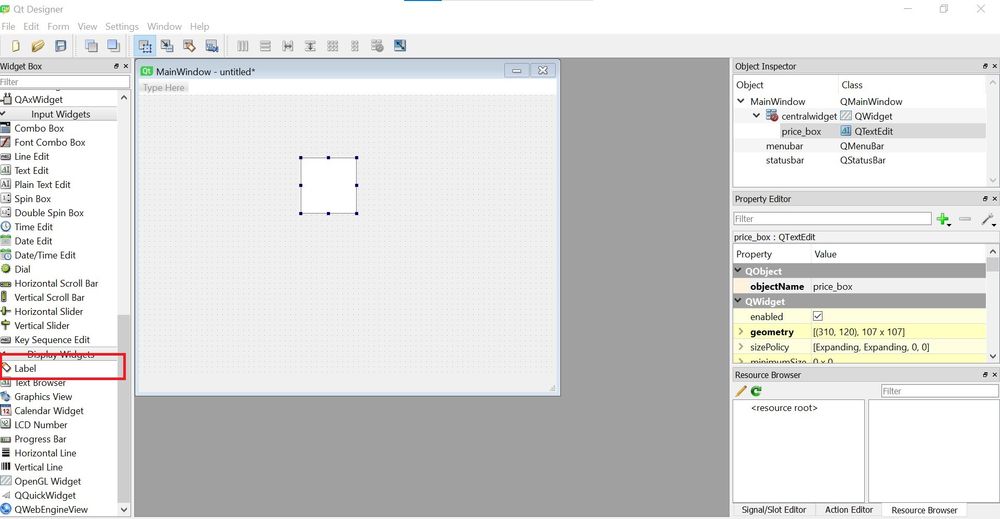 Qt Designer
File Edit Form View Settings Window Help
Widget Box
Filter
QAxWidget
Input Widgets
Combo Box
Font Combo Box
Line Edit
Text Edit
Plain Text Edit
Spin Box
Double Spin Box
Time Edit
Date Edit
Date/Time Edit
Dial
Horizontal Scroll Bar
Vertical Scroll Bar
Horizontal Slider
Vertical Slider
Key Sequence Edit
Display Widgets
Label
Text Browser
Graphics View
Calendar Widget
LCD Number
Progress Bar
Horizontal Line
Vertical Line
OpenGL Widget
QQuickWidget
QWebEngineView
MainWindow - untitled*
Type Here
Object Inspector
Object Class
MainWindow QMainWindow
centralwidget QWidget
price_box QTextEdit
menubar QMenuBar
statusbar QStatusBar
Property Editor
Filter
price_box : QTextEdit
Property Value
QObject
objectName price_box
QWidget
enabled
geometry [(310, 120), 107 x 107]
sizePolicy [Expanding, Expanding, 0, 0]
minimumSize 0 x 0
Resource Browser
Filter
<resource root>
Signal/Slot Editor Action Editor Resource Browser